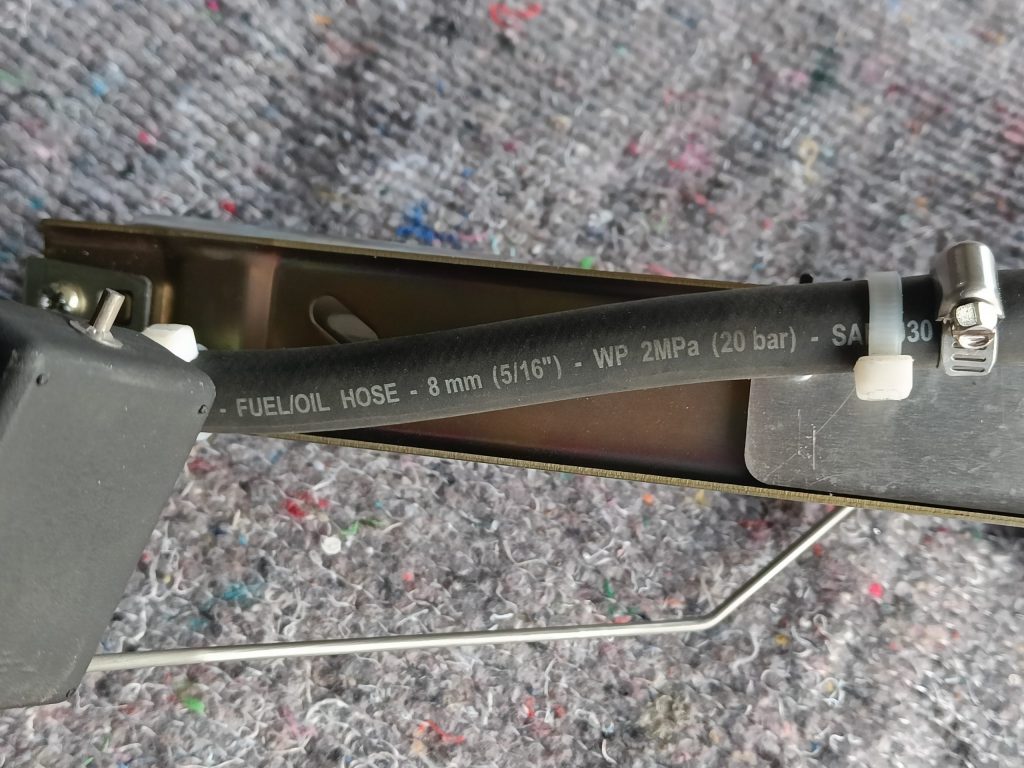 - FUEL/OIL HOSE - 8 mm (5/16") - WP 2MPa (20 bar) -